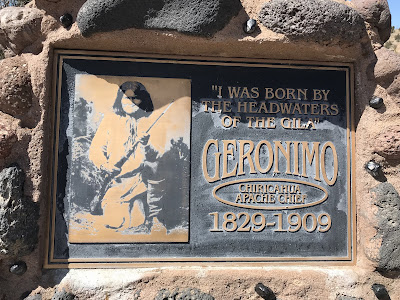 "I WAS BORN BY
THE HEADWATERS
OF THE GILA"
GERONIMO
CHIRICAHUA
APACHE CHIEF
1829-1909